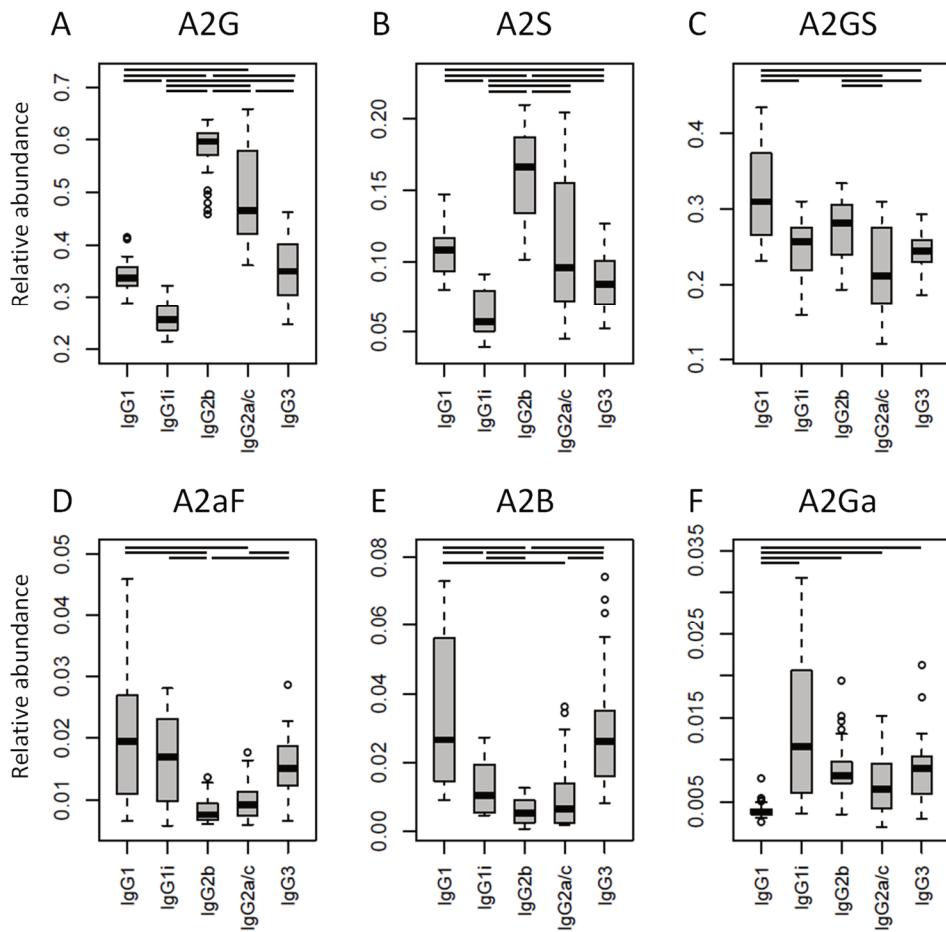 A A2G
B A2S
C A2GS
Relative abundance
0.7
0.6
0.5
0.4
0.3
0.2
0.20
0.15
0.10
0.05
0.4
0.3
0.2
0.1
IgG1 IgG1i IgG2b IgG2a/c IgG3
IgG1 IgG1i IgG2b IgG2a/c IgG3
IgG1 IgG1i IgG2b IgG2a/c IgG3
D A2aF
E A2B
F A2Ga
Relative abundance
0.05
0.04
0.03
0.02
0.01
0.08
0.06
0.04
0.02
0.00
0.035
0.025
0.015
0.005
IgG1 IgG1i IgG2b IgG2a/c IgG3
IgG1 IgG1i IgG2b IgG2a/c IgG3
IgG1 IgG1i IgG2b IgG2a/c IgG3